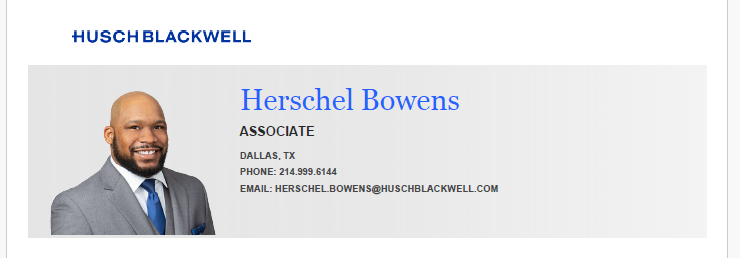 HUSCH BLACKWELL
Herschel Bowens
ASSOCIATE
DALLAS, TX
PHONE: 214.999.6144
EMAIL: HERSCHEL.BOWENS@HUSCHBLACKWELL.COM